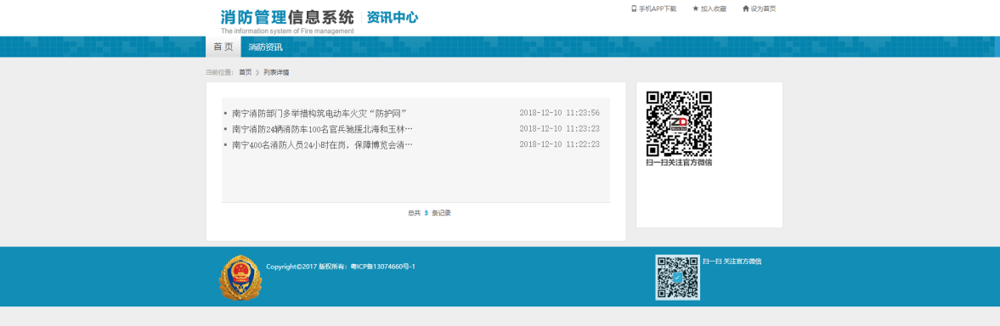 消防管理信息系统 资讯中心
The information system of Fire management
手机APP下载 加入收藏 设为首页
首 页 消防资讯
当前位置： 首页 》 列表详情
• 南宁消防部门多举措构筑电动车火灾“防护网” 2018-12-10 11:23:56
• 南宁消防24辆消防车100名官兵驰援北海和玉林… 2018-12-10 11:23:23
• 南宁400名消防人员24小时在岗，保障博览会消… 2018-12-10 11:22:23
总共 3 条记录
ZD
扫一扫关注官方微信
Copyright©2017 版权所有：粤ICP备13074660号-1
扫一扫 关注官方微信